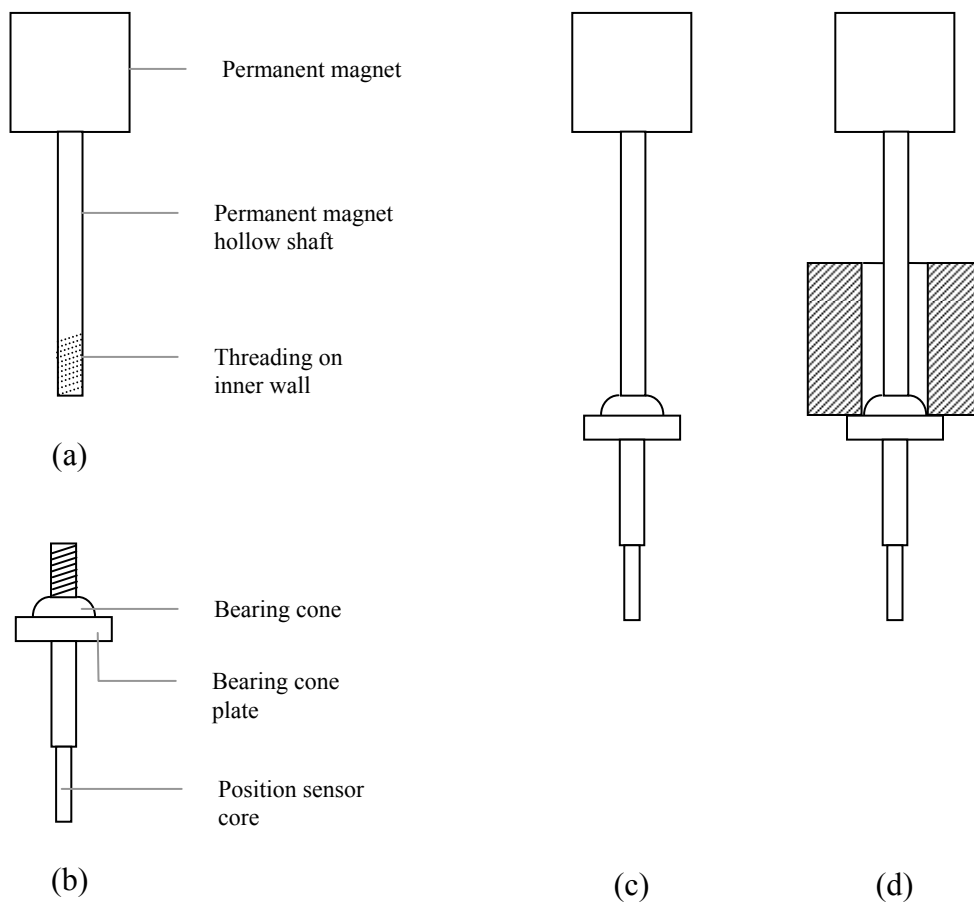 Permanent magnet
Permanent magnet
hollow shaft
Threading on
inner wall
(a)
Bearing cone
Bearing cone
plate
Position sensor
core
(b)
(c)
(d)